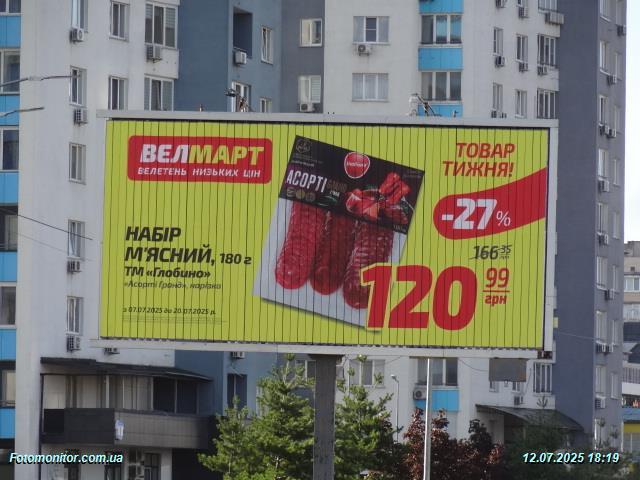 ВЕЛМАРТ
ВЕЛЕТЕНЬ НИЗЬКИХ ЦІН
НАБІР
М'ЯСНИЙ, 180 г
ТМ «Глобино»
«Асорті Гранд», нарізка
з 07.07.2025 до 20.07.2025 р.
АСОРТІ
ТОВАР
ТИЖНЯ!
-27%
166 35
120 99
грн
Fotomonitor.com.ua
12.07.2025 18:19